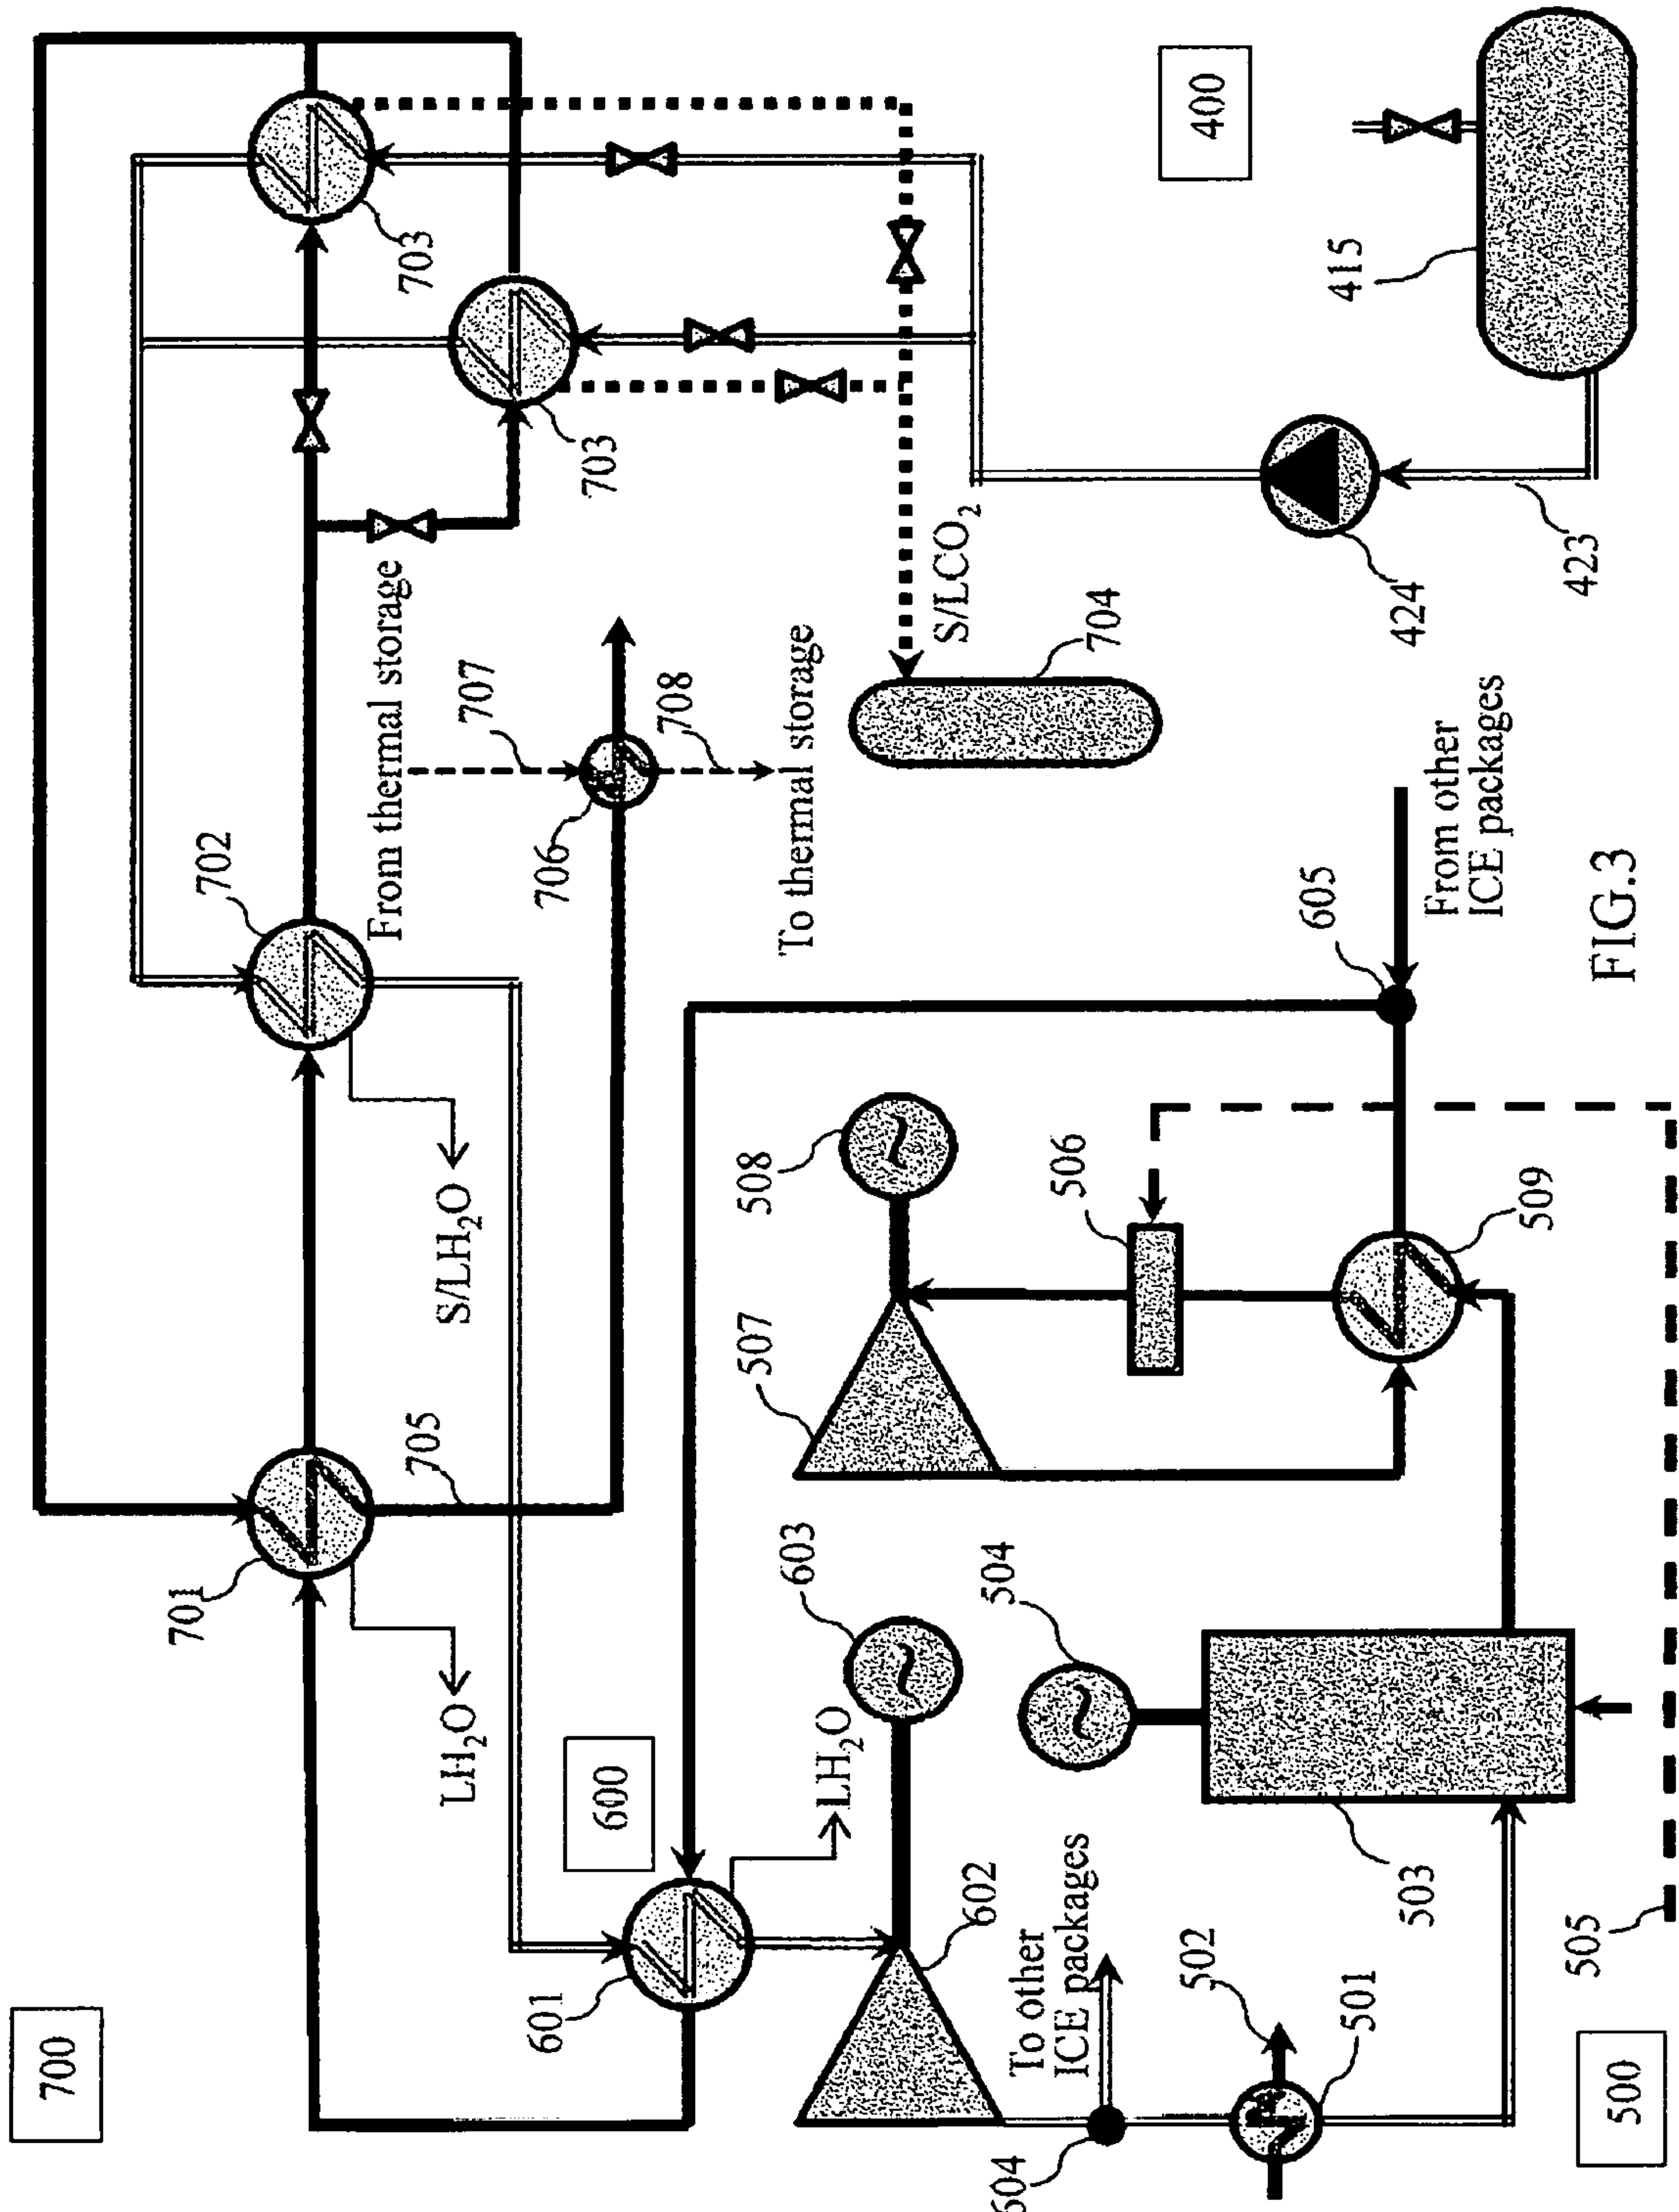 700
701
702
From thermal storage
703
705
S/LH₂O
LH₂O
707
601
706
703
600
708
507
508
603
To thermal storage
LH₂O
S/LCO₂
602
504
604
To other
ICE packages
506
704
502
400
605
415
501
503
424
From other
ICE packages
509
423
505
FIG.3
500